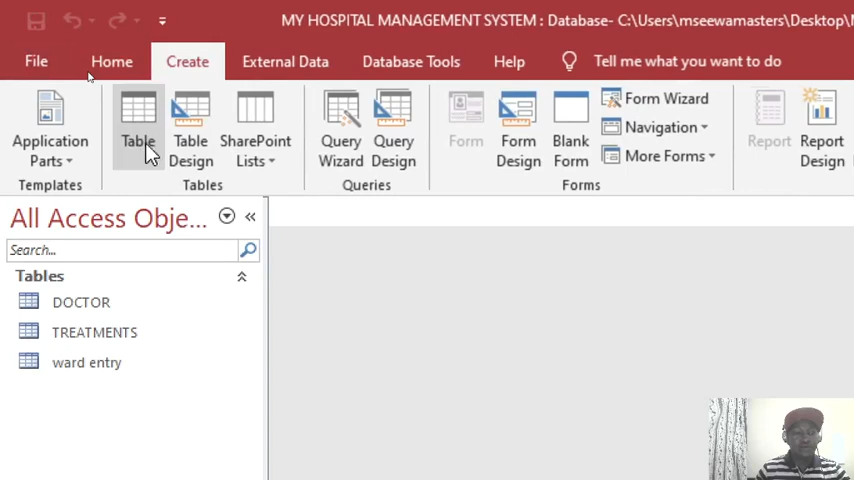 MY HOSPITAL MANAGEMENT SYSTEM : Database- C:\Users\mseewamasters\Desktop\
File Home Create External Data Database Tools Help Tell me what you want to do
Application Parts
Table
Table Design
SharePoint Lists
Query Wizard
Query Design
Form
Form Design
Blank Form
Form Wizard
Navigation
More Forms
Report
Report Design
Templates Tables Queries Forms
All Access Obje...
Search...
Tables
DOCTOR
TREATMENTS
ward entry